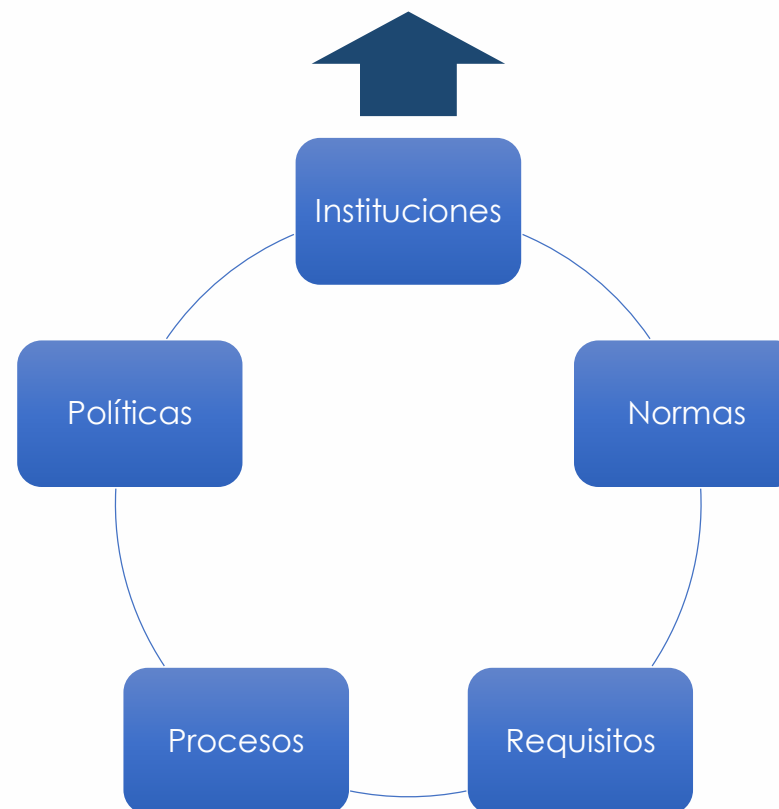 Instituciones
Políticas
Normas
Procesos
Requisitos